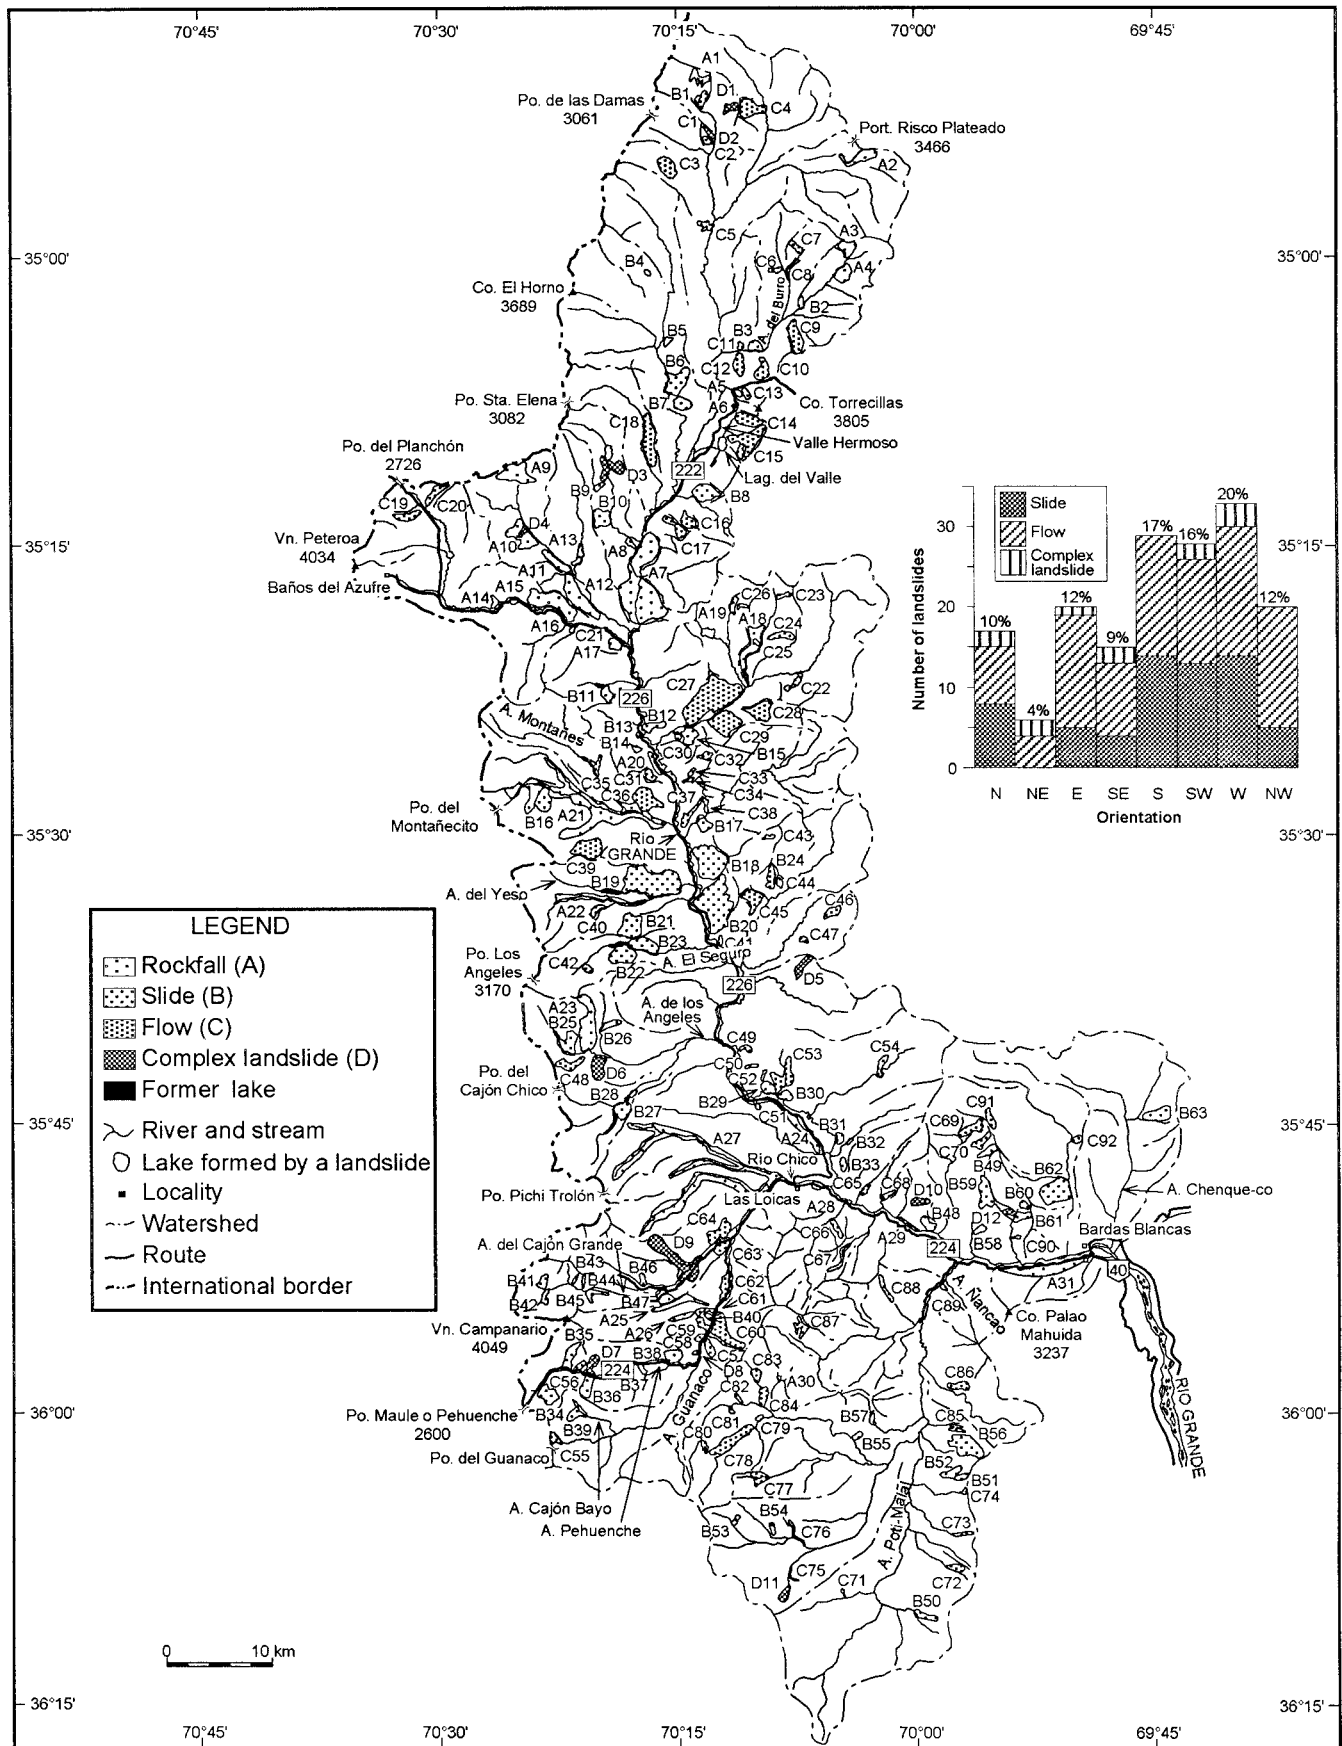 70°45' 70°30' 70°15' 70°00' 69°45'
A1
B1 D1
Po. de las Damas
3061
C4
C1
D2
C2
Port. Risco Plateado
3466
A2
C3
C5
A3
C7
35°00' 35°00'
B4
C6
C8
A4
Co. El Horno
3689
A. del Burro
B2
B5 B3
C9
C11
B6
C12 C10
A5
Po. Sta. Elena
3082
B7
A6
C13
Co. Torrecillas
3805
C18
C14
Valle Hermoso
C15
Lag. del Valle
Po. del Planchón
2726
A9
D3
222
C19 C20
B9
B10
B8
D4
C16
Vn. Peteroa
4034
A10 A13
A8
C17
35°15' 35°15'
Baños del Azufre
A11
A12
A7
A15
A14
A16
C21
A17
C26 C23
A19 A18
C24
C25
C27
C22
B11
226
B12
C28
A. Montañes
B13
C29
B14
C30
B15
A20
C32
C31
C33
C35
C34
C36
C37
C38
Po. del
Montañecito
B16 A21
B17
C43
35°30' 35°30'
Rio
GRANDE
C39
B18
B24
B19
C44
A. del Yeso
A22
C40
B21
C45
C46
B20
B23
C41
C47
A. El Seguro
C42
B22
Po. Los
Angeles
3170
226
D5
A23
A. de los
Angeles
B25
B26
C49
C54
C50
C53
Po. del
Cajón Chico
C48
D6
C52
B28
B29
B30
B27
C51
C91
B63
35°45' 35°45'
A27
B31
A24
B32
C69
C92
C70
Rio Chico
B33
B49
B62
C65
C68
B59
B60
Po. Pichi Trolón
Las Loicas
D10
A. Chenque-co
A28
B48
D12
B61
C64
C66
A29
B58
C90
Bardas Blancas
A. del Cajón Grande
D9
C63
C67
224
40
B43
B46
B41 B44
C62
C88
A31
B42 B45
B47
C61
C89
A. Ñancao
A25
B40
Co. Palao
Mahuida
3237
Vn. Campanario
4049
A26
C59
C60
C87
B35
C58
D7
B38
C57
C83
224
D8
A30
C86
C56
B36
B37
C82
C84
Po. Maule o Pehuenche
2600
B34
A. Guanaco
C81
C79
B57
C85
36°00' 36°00'
B39
C80
B55
B56
Po. del Guanaco
C55
C78
B52
B51
C77
C74
A. Cajón Bayo
A. Pehuenche
B54
B53
C76
C73
A. Poti-Malal
RIO GRANDE
C75
D11
C71
C72
B50
0 10 km
36°15' 36°15'
70°45' 70°30' 70°15' 70°00' 69°45'
LEGEND
Rockfall (A)
Slide (B)
Flow (C)
Complex landslide (D)
Former lake
River and stream
Lake formed by a landslide
Locality
Watershed
Route
International border
Slide
Flow
Complex
landslide
Number of landslides
30
20
10
0
10% 4% 12% 9% 17% 16% 20% 12%
N NE E SE S SW W NW
Orientation